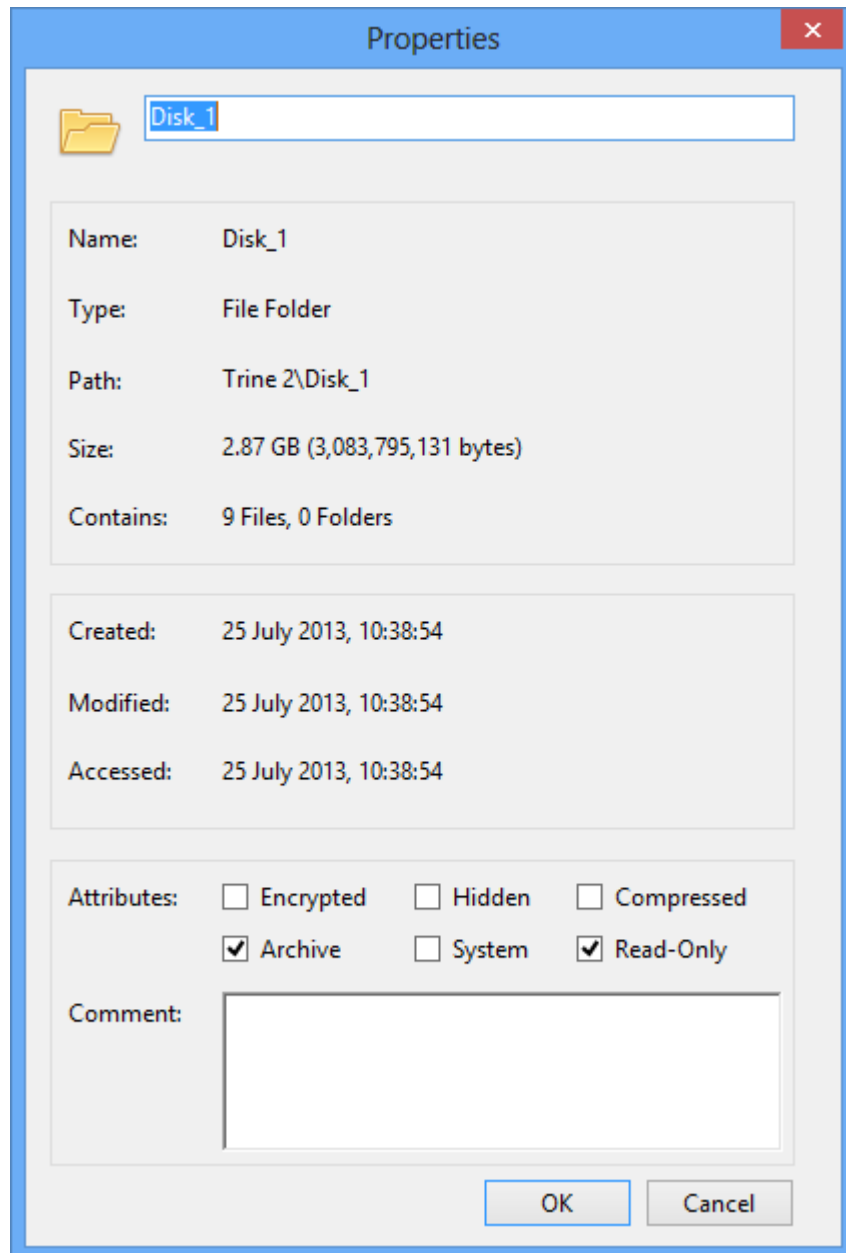 Properties
Disk_1
Name: Disk_1
Type: File Folder
Path: Trine 2\Disk_1
Size: 2.87 GB (3,083,795,131 bytes)
Contains: 9 Files, 0 Folders
Created: 25 July 2013, 10:38:54
Modified: 25 July 2013, 10:38:54
Accessed: 25 July 2013, 10:38:54
Attributes: Encrypted Hidden Compressed
Archive System Read-Only
Comment:
OK Cancel